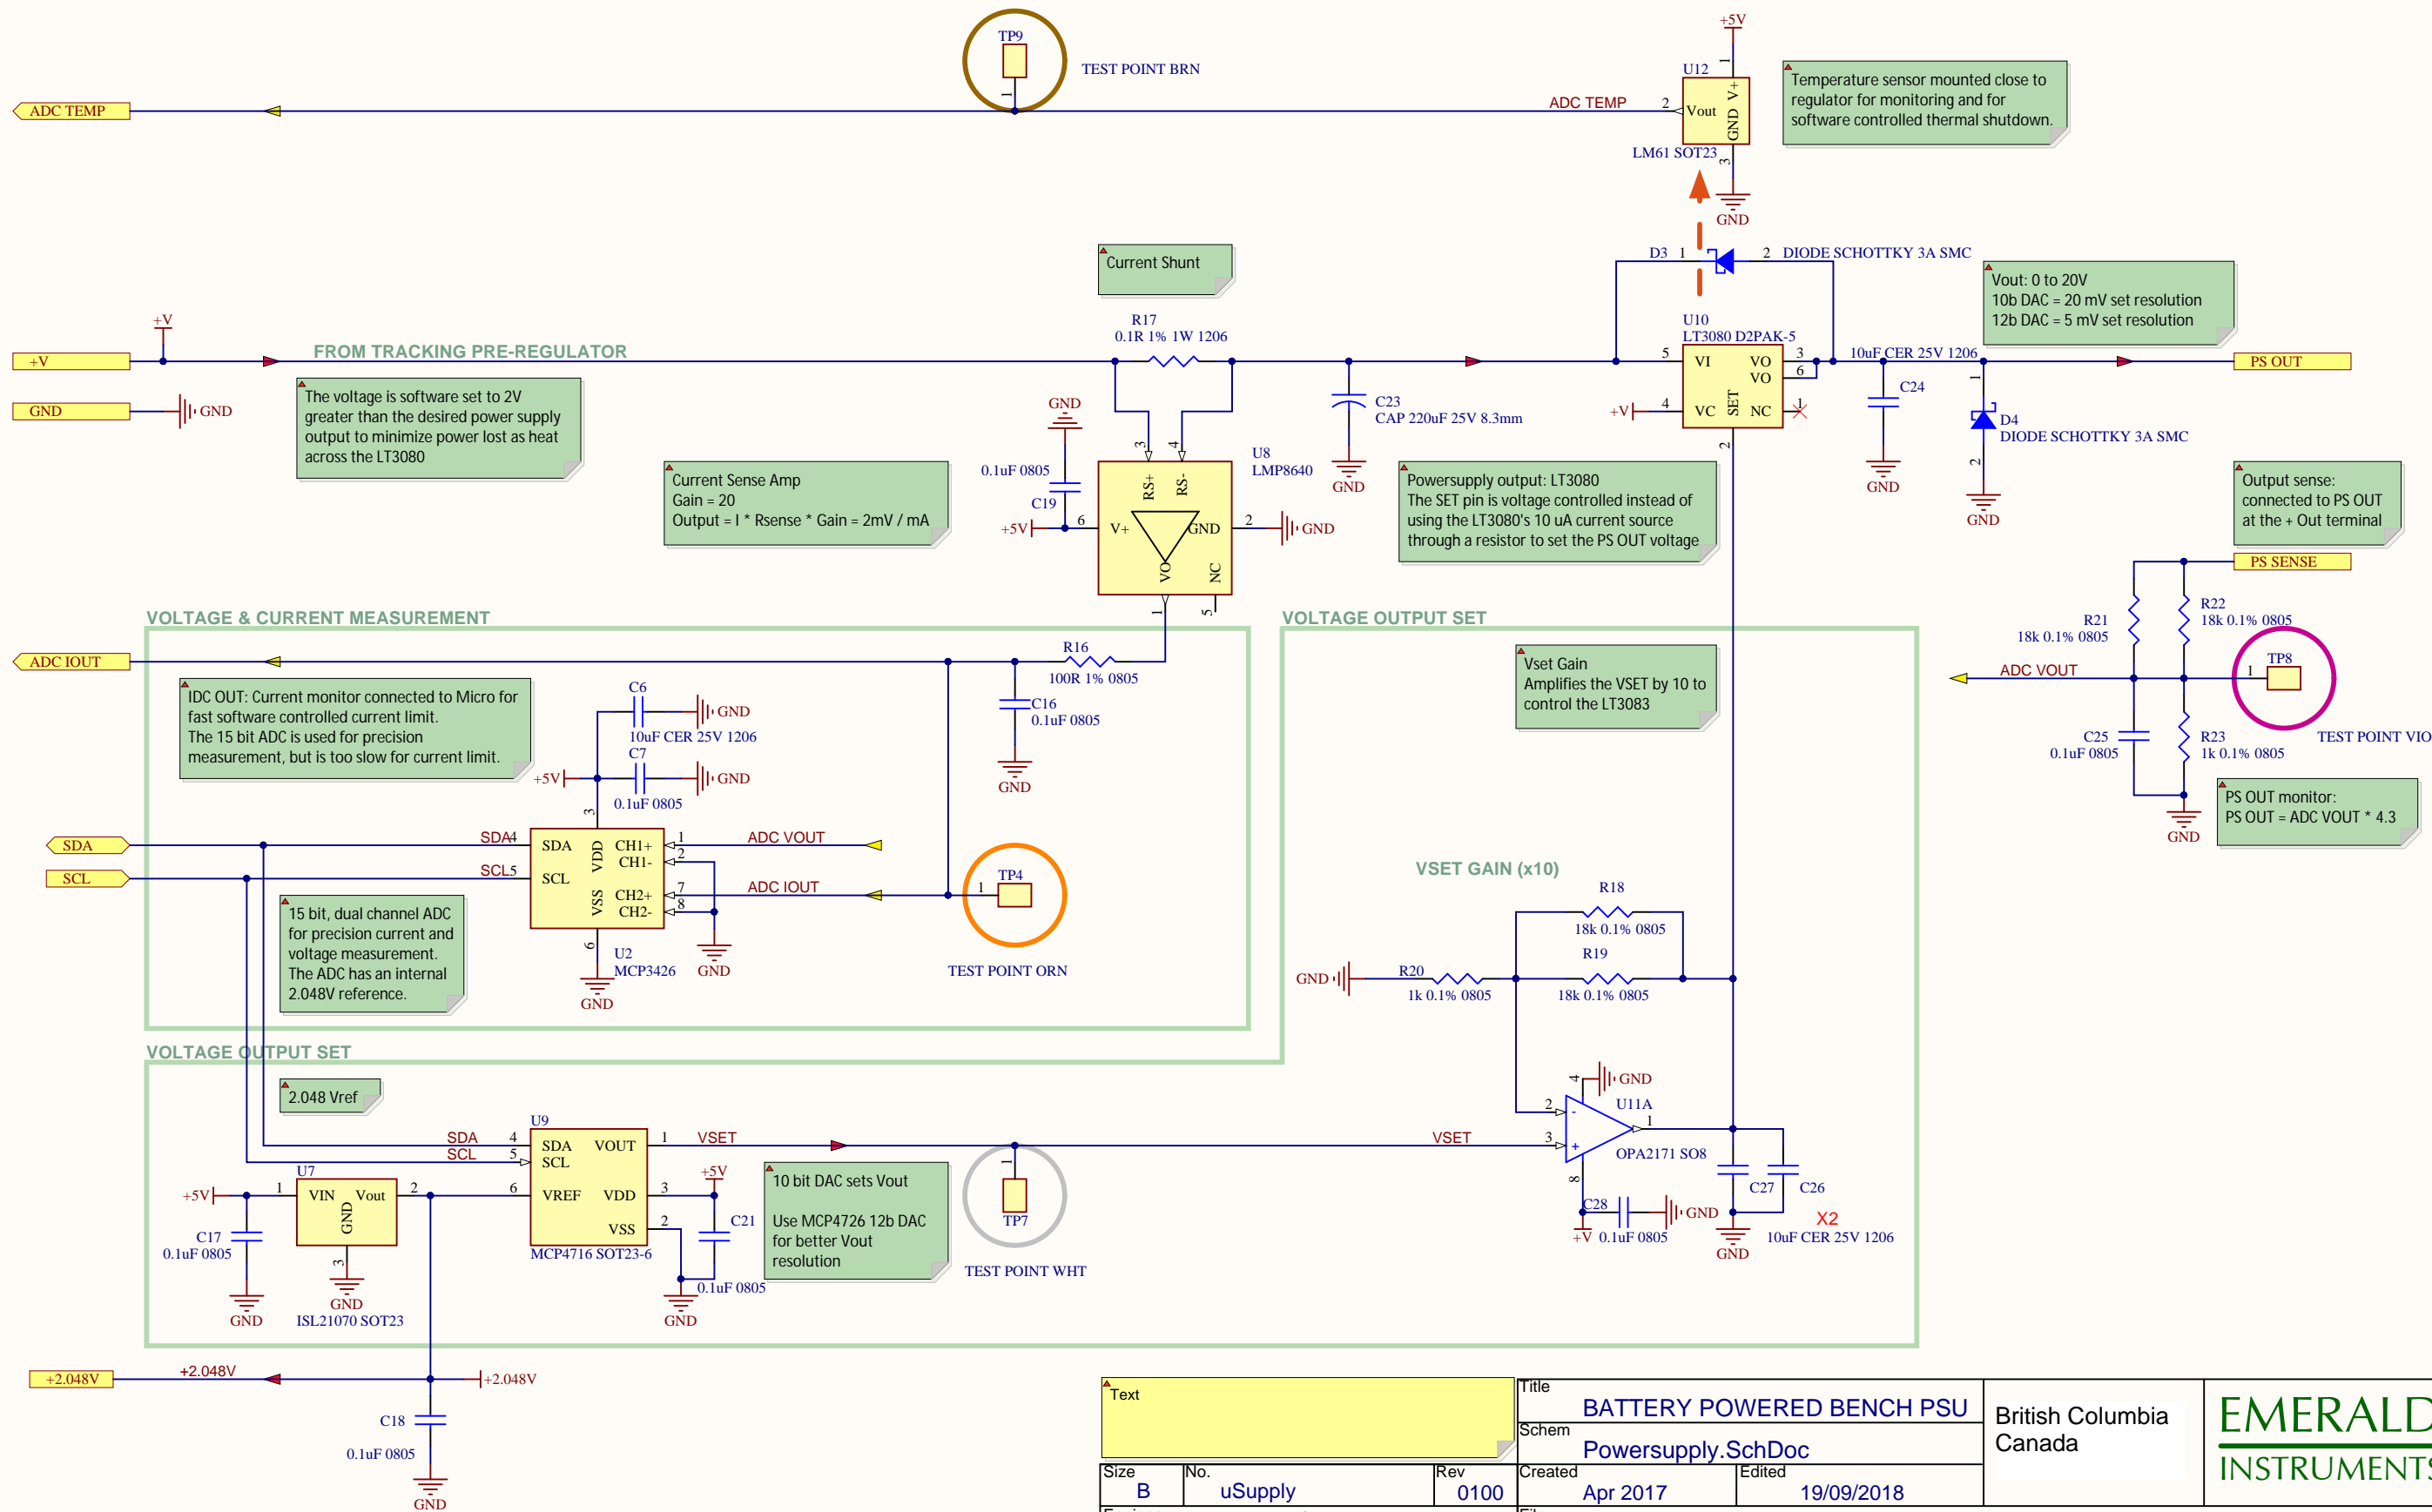 TP9
1
TEST POINT BRN
ADC TEMP
ADC TEMP
+5V
U12
1
V+
2
Vout
GND
3
LM61 SOT23
GND
Temperature sensor mounted close to
regulator for monitoring and for
software controlled thermal shutdown.
Current Shunt
D3 1
2 DIODE SCHOTTKY 3A SMC
Vout: 0 to 20V
10b DAC = 20 mV set resolution
12b DAC = 5 mV set resolution
+V
+V
FROM TRACKING PRE-REGULATOR
R17
0.1R 1% 1W 1206
U10
LT3080 D2PAK-5
5 VI
VO 3
VO 6
+V 4 VC
SET
NC 1
2
10uF CER 25V 1206
C24
GND
PS OUT
GND
GND
The voltage is software set to 2V
greater than the desired power supply
output to minimize power lost as heat
across the LT3080
1
D4
DIODE SCHOTTKY 3A SMC
2
GND
C23
CAP 220uF 25V 8.3mm
GND
GND
0.1uF 0805
C19
+5V
Current Sense Amp
Gain = 20
Output = I * Rsense * Gain = 2mV / mA
3
4
U8
LMP8640
RS+
RS-
6 V+
GND 2
GND
VO
NC
1
5
Powersupply output: LT3080
The SET pin is voltage controlled instead of
using the LT3080's 10 uA current source
through a resistor to set the PS OUT voltage
Output sense:
connected to PS OUT
at the + Out terminal
PS SENSE
R21
18k 0.1% 0805
R22
18k 0.1% 0805
ADC VOUT
1
TP8
TEST POINT VIO
C25
0.1uF 0805
R23
1k 0.1% 0805
GND
PS OUT monitor:
PS OUT = ADC VOUT * 4.3
VOLTAGE & CURRENT MEASUREMENT
ADC IOUT
R16
100R 1% 0805
C16
0.1uF 0805
GND
IDC OUT: Current monitor connected to Micro for
fast software controlled current limit.
The 15 bit ADC is used for precision
measurement, but is too slow for current limit.
C6
GND
10uF CER 25V 1206
C7
+5V
GND
0.1uF 0805
3
SDA
SDA 4 SDA
VDD
CH1+ 1
ADC VOUT
CH1- 2
SCL
SCL 5 SCL
VSS
CH2+ 7
ADC IOUT
CH2- 8
6
U2
MCP3426
GND
GND
1
TP4
TEST POINT ORN
15 bit, dual channel ADC
for precision current and
voltage measurement.
The ADC has an internal
2.048V reference.
VOLTAGE OUTPUT SET
Vset Gain
Amplifies the VSET by 10 to
control the LT3083
VSET GAIN (x10)
R18
18k 0.1% 0805
R19
18k 0.1% 0805
GND
R20
1k 0.1% 0805
VOLTAGE OUTPUT SET
2.048 Vref
U9
SDA 4 SDA
SCL 5 SCL
VOUT 1 VSET
6 VREF
VDD 3
VSS 2
MCP4716 SOT23-6
+5V
C21
0.1uF 0805
GND
U7
+5V
1 VIN
Vout 2
GND
3
GND
ISL21070 SOT23
C17
0.1uF 0805
GND
10 bit DAC sets Vout
Use MCP4726 12b DAC
for better Vout
resolution
1
TP7
TEST POINT WHT
VSET
4
GND
2 -
3 +
U11A
1
OPA2171 SO8
8
C28
GND
+V
0.1uF 0805
C27
C26
X2
10uF CER 25V 1206
GND
+2.048V
+2.048V
+2.048V
C18
0.1uF 0805
GND
Text
Title
BATTERY POWERED BENCH PSU
Schem
Powersupply.SchDoc
Size
B
No.
uSupply
Rev
0100
Created
Apr 2017
Edited
19/09/2018
British Columbia
Canada
EMERALD
INSTRUMENTS